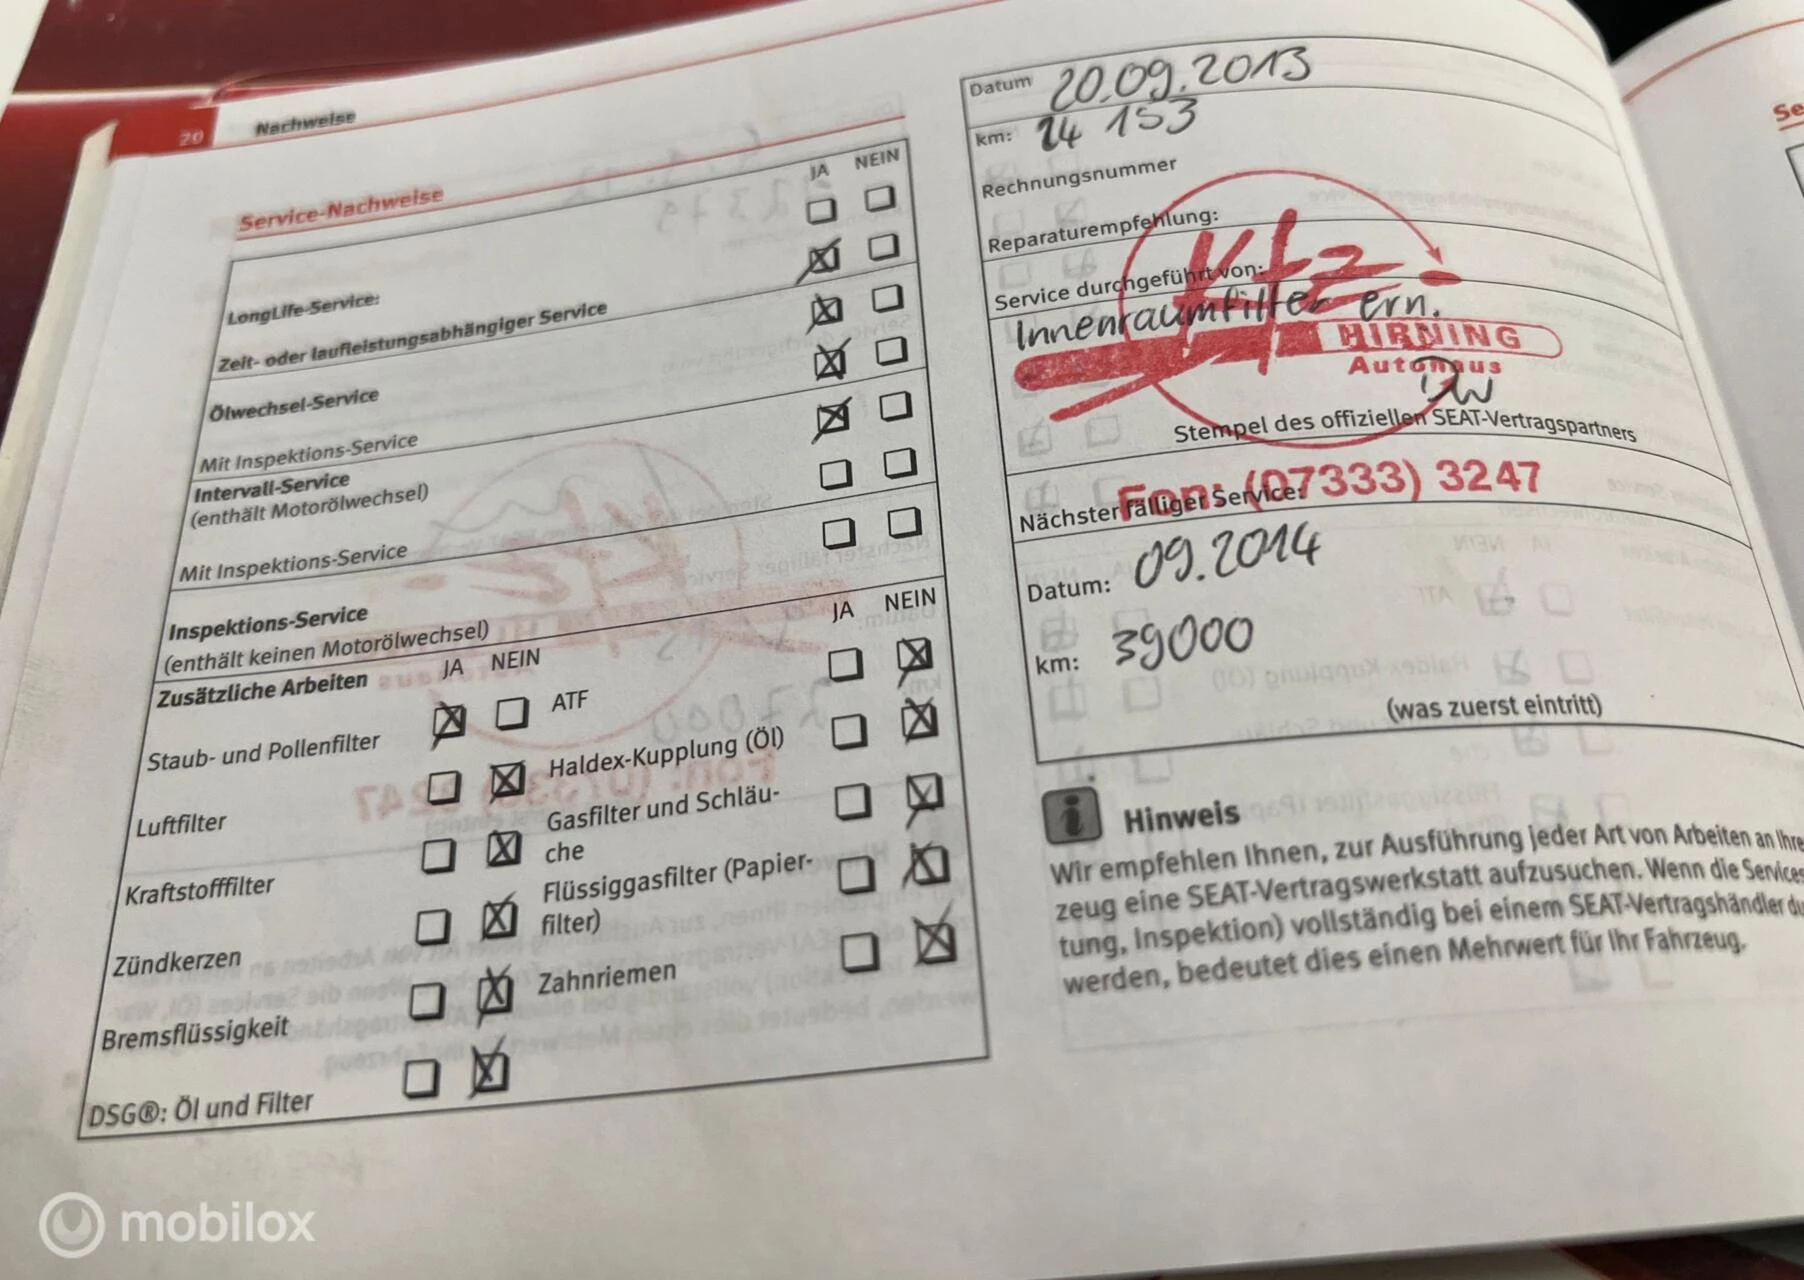 20
Nachweise
Service-Nachweise
JA NEIN
LongLife-Service:
Zeit- oder laufleistungsabhängiger Service
Ölwechsel-Service
Mit Inspektions-Service
Intervall-Service
(enthält Motorölwechsel)
Mit Inspektions-Service
Inspektions-Service
(enthält keinen Motorölwechsel)
Zusätzliche Arbeiten
JA NEIN
JA NEIN
Staub- und Pollenfilter
ATF
Luftfilter
Haldex-Kupplung (Öl)
Kraftstofffilter
Gasfilter und Schläu-
che
Zündkerzen
Flüssiggasfilter (Papier-
filter)
Bremsflüssigkeit
Zahnriemen
DSG®: Öl und Filter
Datum 20.09.2013
km: 24 153
Rechnungsnummer
Reparaturempfehlung:
Service durchgeführt von:
Innenraumfilter ern.
Kfz
HIRNING
Autohaus
Stempel des offiziellen SEAT-Vertragspartners
Fon: (07333) 3247
Nächster fälliger Service:
Datum: 09.2014
km: 39000
(was zuerst eintritt)
Hinweis
Wir empfehlen Ihnen, zur Ausführung jeder Art von Arbeiten an Ihre
zeug eine SEAT-Vertragswerkstatt aufzusuchen. Wenn die Services
tung, Inspektion) vollständig bei einem SEAT-Vertragshändler du
werden, bedeutet dies einen Mehrwert für Ihr Fahrzeug.
Se
mobilox